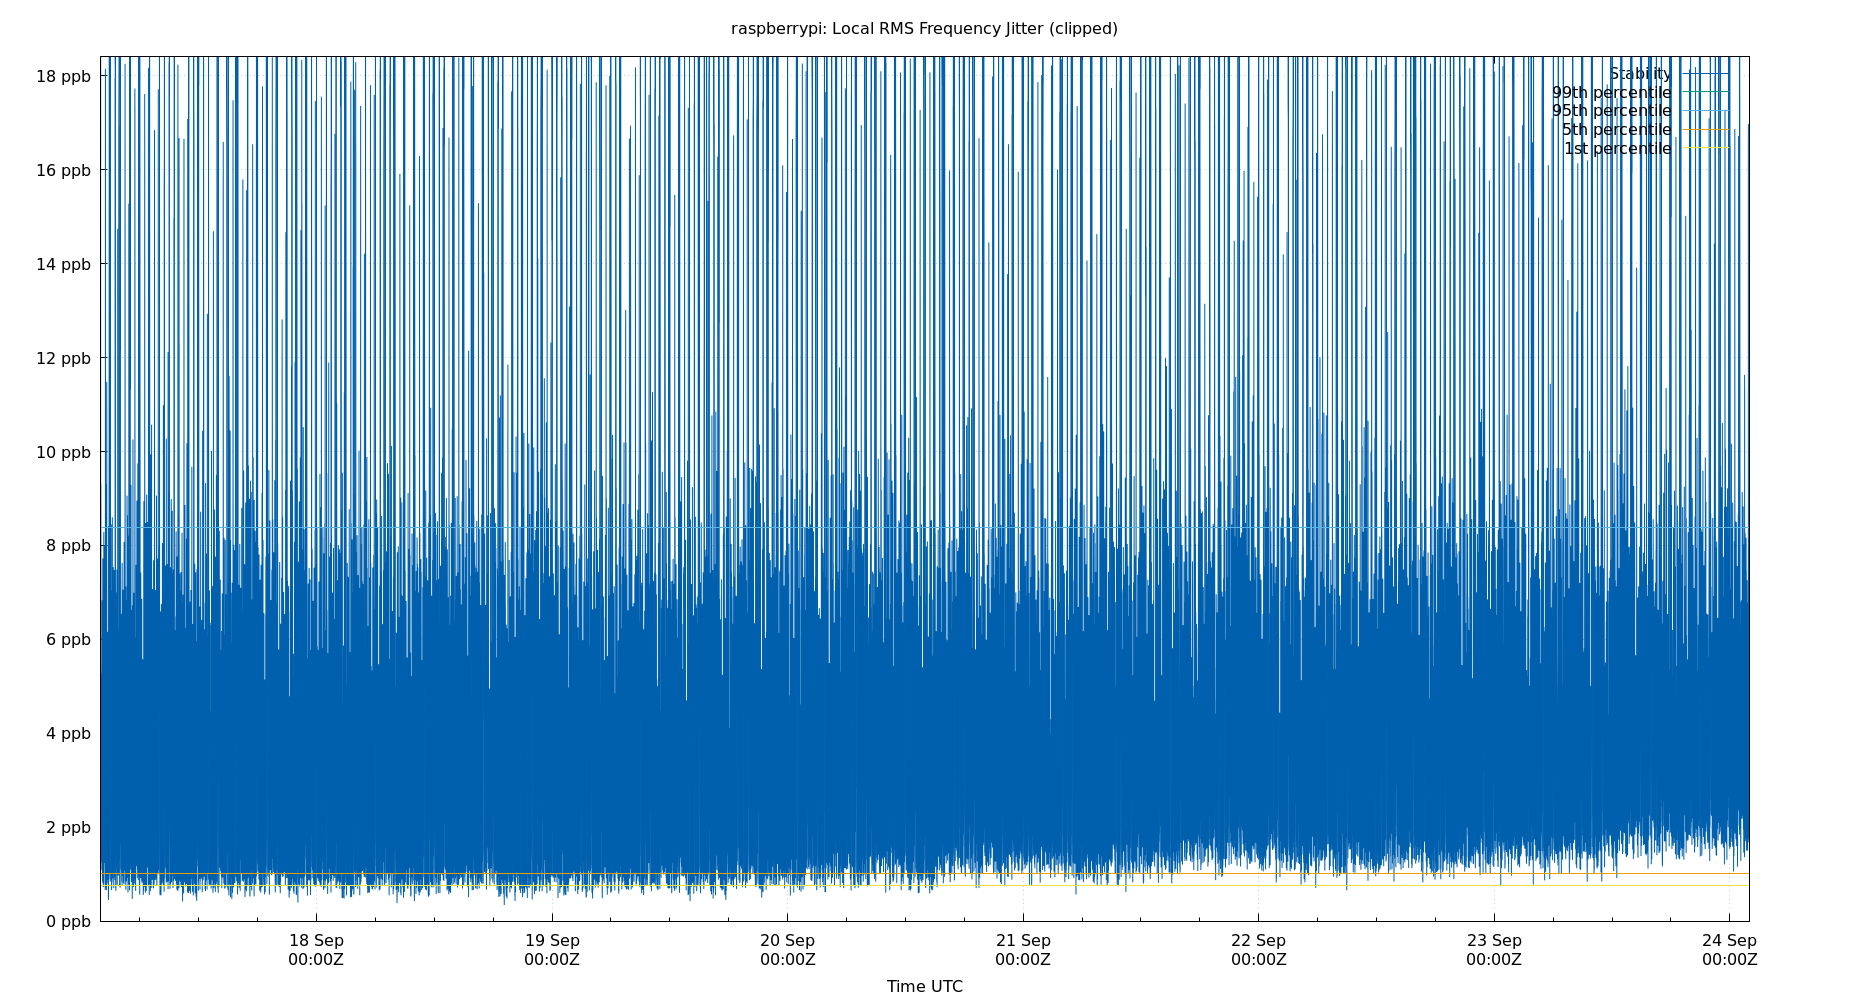 raspberrypi: Local RMS Frequency Jitter (clipped)
18 ppb
16 ppb
14 ppb
12 ppb
10 ppb
8 ppb
6 ppb
4 ppb
2 ppb
0 ppb
Stability
99th percentile
95th percentile
5th percentile
1st percentile
18 Sep
00:00Z
19 Sep
00:00Z
20 Sep
00:00Z
21 Sep
00:00Z
22 Sep
00:00Z
23 Sep
00:00Z
24 Sep
00:00Z
Time UTC